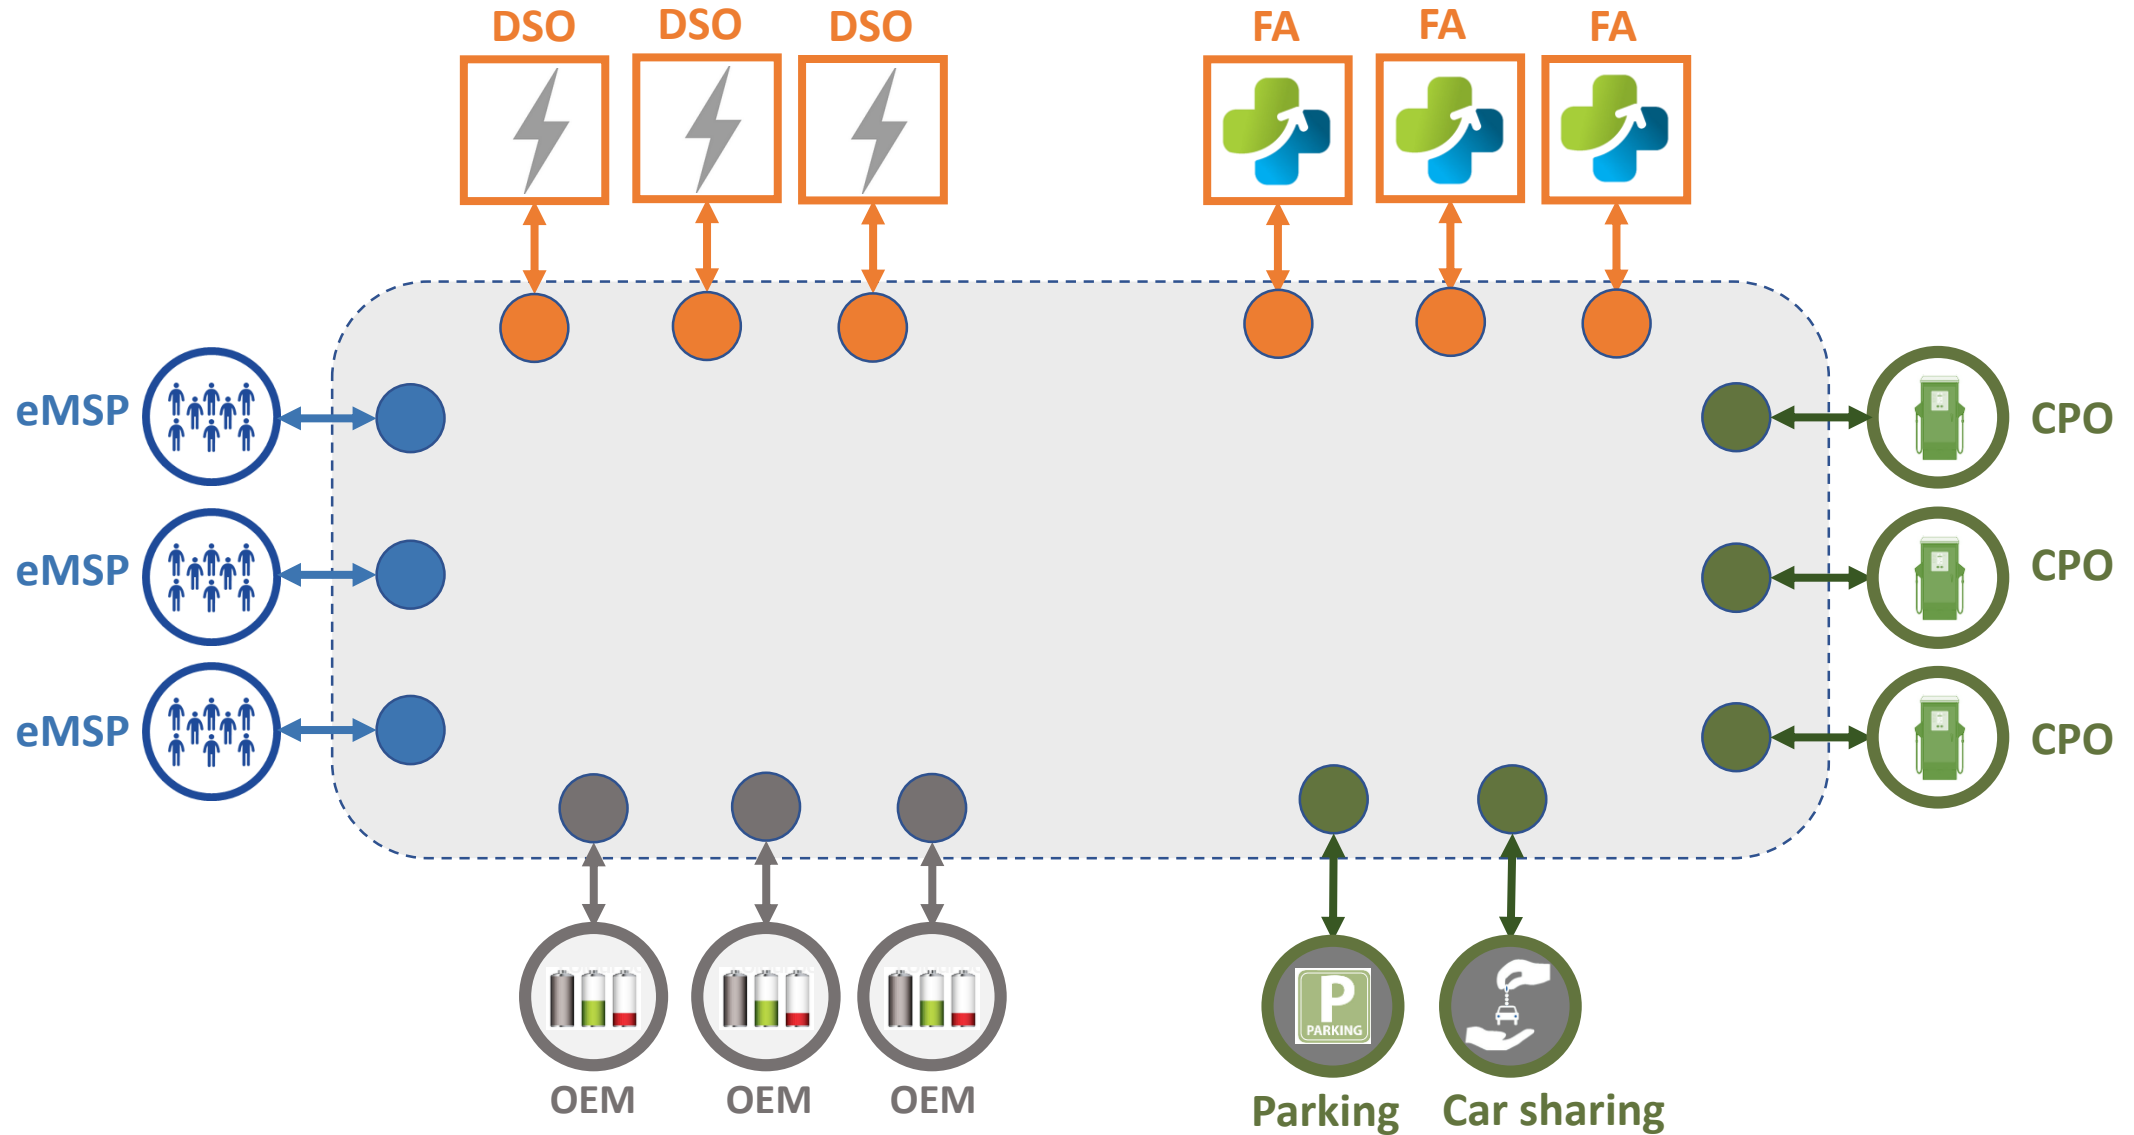 DSO
DSO
DSO
FA
FA
FA
eMSP
CPO
eMSP
CPO
eMSP
CPO
P
PARKING
OEM
OEM
OEM
Parking
Car sharing